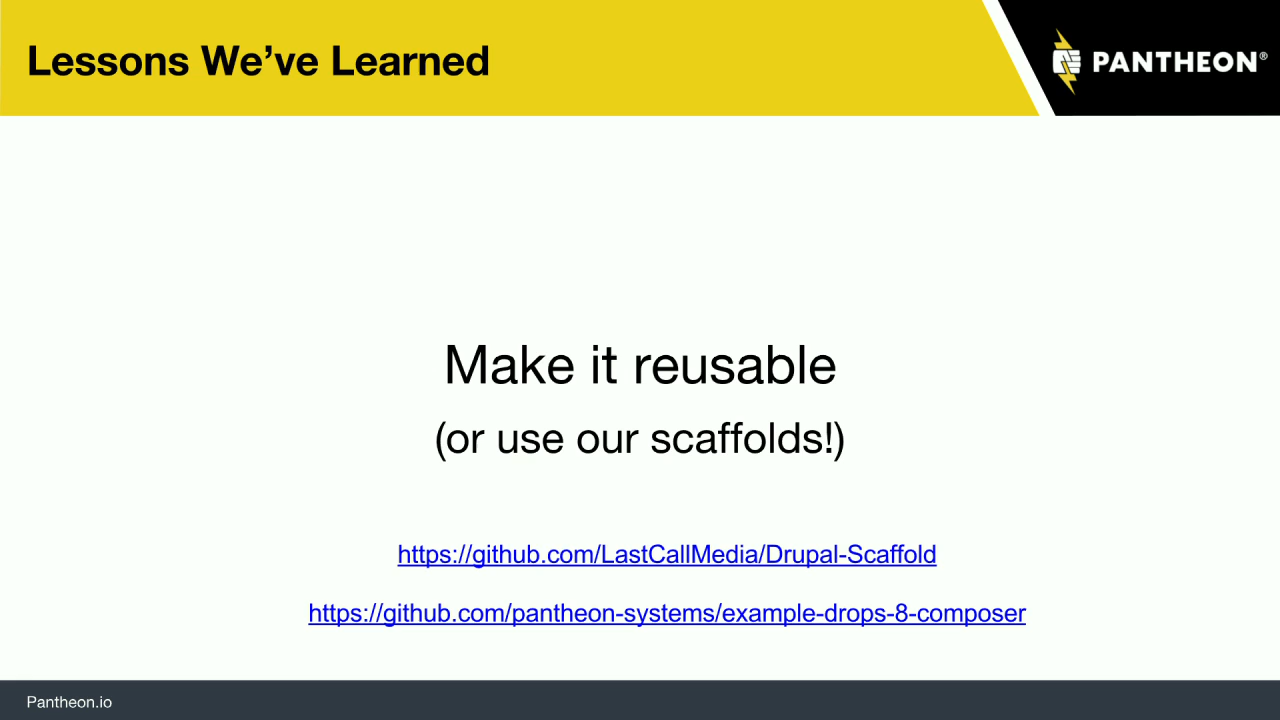 Lessons We’ve Learned
PANTHEON®
Make it reusable
(or use our scaffolds!)
https://github.com/LastCallMedia/Drupal-Scaffold
https://github.com/pantheon-systems/example-drops-8-composer
Pantheon.io